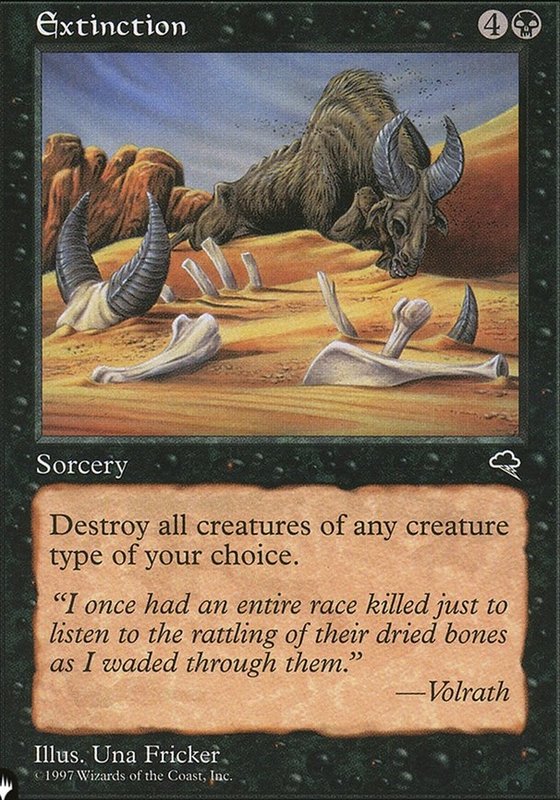 Extinction
4
Sorcery
Destroy all creatures of any creature
type of your choice.
“I once had an entire race killed just to
listen to the rattling of their dried bones
as I waded through them.”
—Volrath
Illus. Una Fricker
©1997 Wizards of the Coast, Inc.